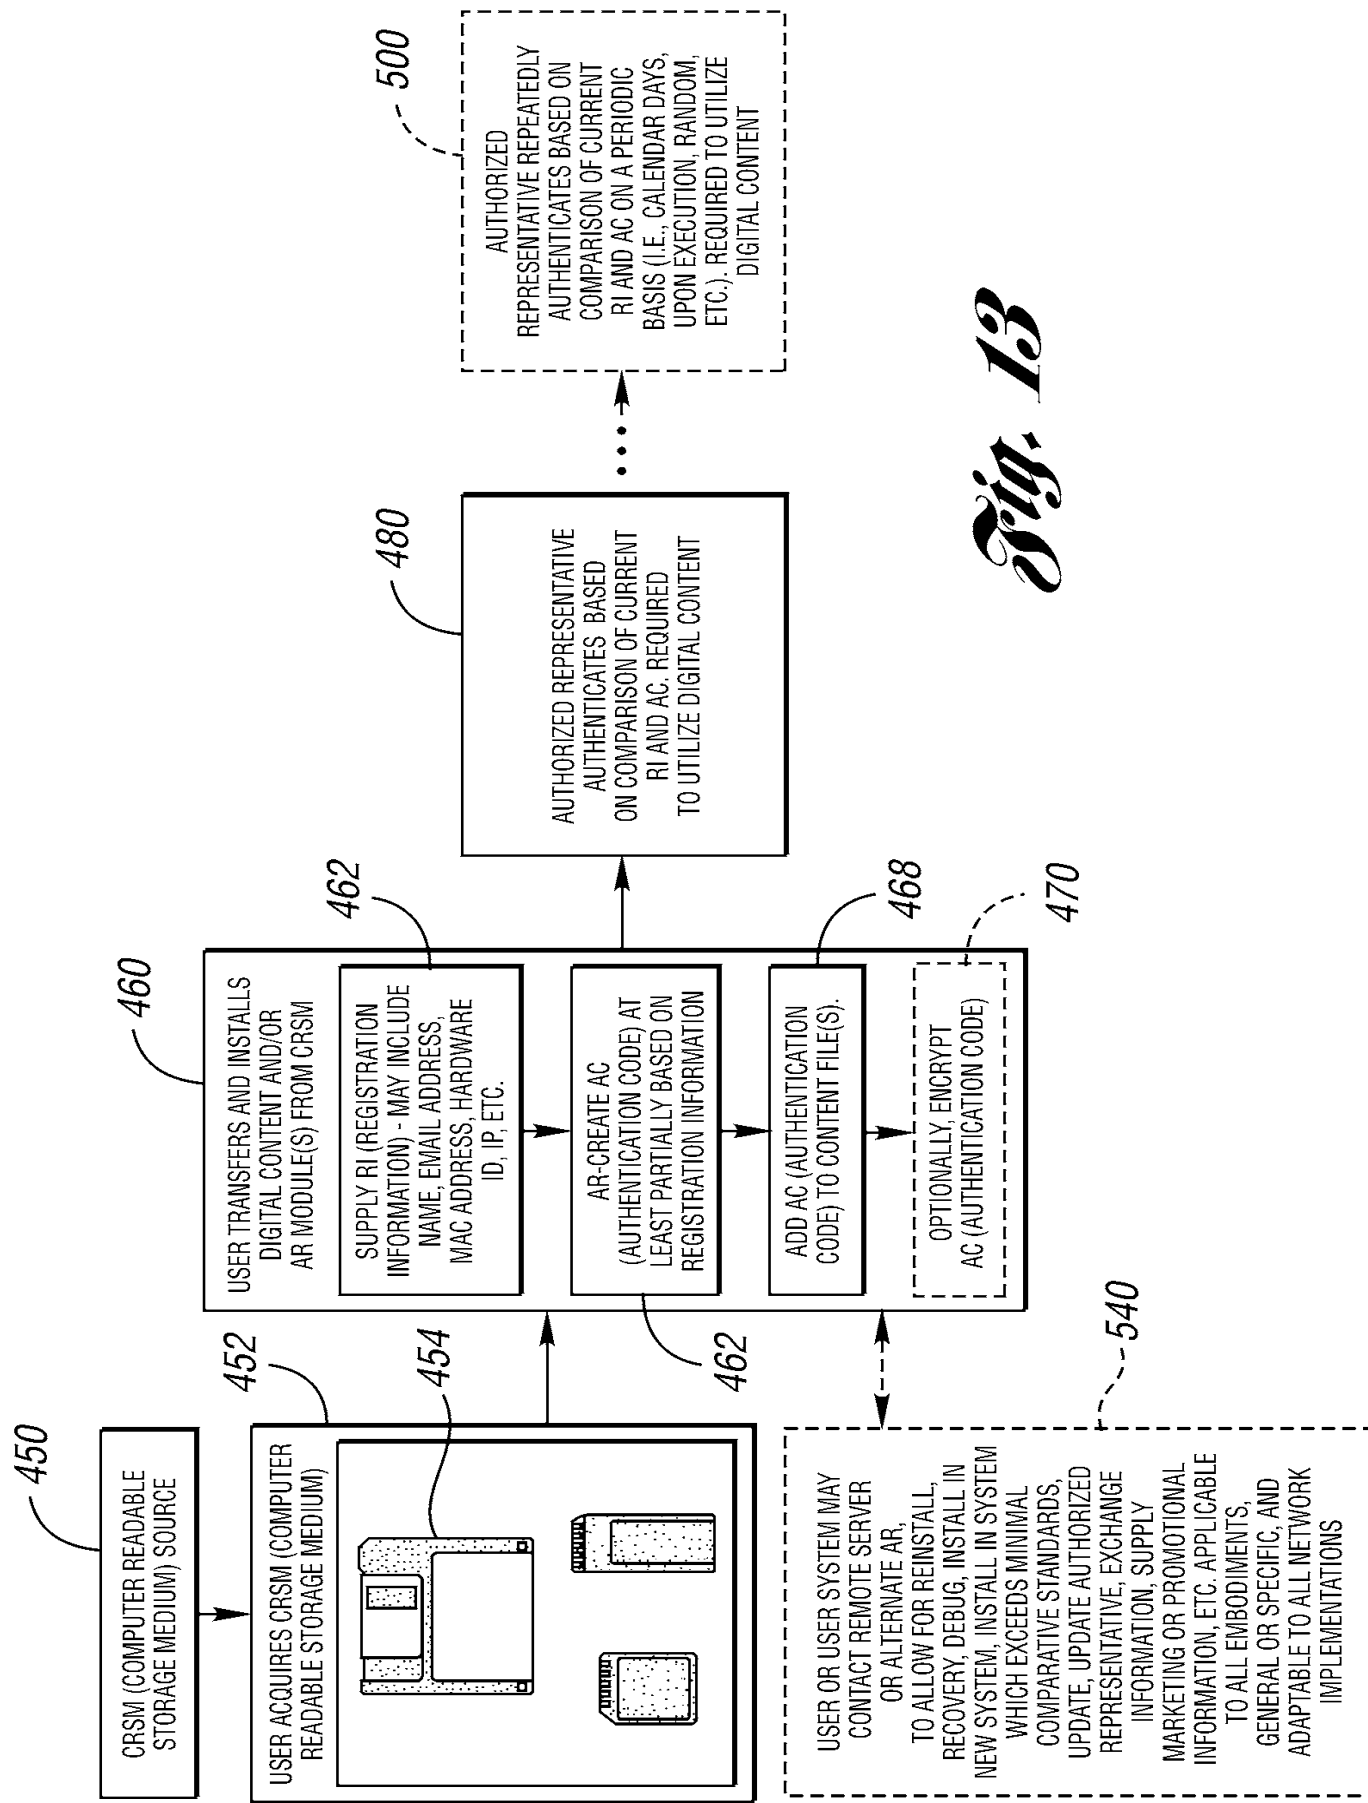 450
CRSM (COMPUTER READABLE
STORAGE MEDIUM) SOURCE
452
USER ACQUIRES CRSM (COMPUTER
READABLE STORAGE MEDIUM)
454
460
USER TRANSFERS AND INSTALLS
DIGITAL CONTENT AND/OR
AR MODULE(S) FROM CRSM
462
SUPPLY RI (REGISTRATION
INFORMATION) - MAY INCLUDE
NAME, EMAIL ADDRESS,
MAC ADDRESS, HARDWARE
ID, IP, ETC.
AR-CREATE AC
(AUTHENTICATION CODE) AT
LEAST PARTIALLY BASED ON
REGISTRATION INFORMATION
462
468
ADD AC (AUTHENTICATION
CODE) TO CONTENT FILE(S).
470
OPTIONALLY, ENCRYPT
AC (AUTHENTICATION CODE)
480
AUTHORIZED REPRESENTATIVE
AUTHENTICATES BASED
ON COMPARISON OF CURRENT
RI AND AC. REQUIRED
TO UTILIZE DIGITAL CONTENT
500
AUTHORIZED
REPRESENTATIVE REPEATEDLY
AUTHENTICATES BASED ON
COMPARISON OF CURRENT
RI AND AC ON A PERIODIC
BASIS (I.E., CALENDAR DAYS,
UPON EXECUTION, RANDOM,
ETC.). REQUIRED TO UTILIZE
DIGITAL CONTENT
540
USER OR USER SYSTEM MAY
CONTACT REMOTE SERVER
OR ALTERNATE AR,
TO ALLOW FOR REINSTALL,
RECOVERY, DEBUG, INSTALL IN
NEW SYSTEM, INSTALL IN SYSTEM
WHICH EXCEEDS MINIMAL
COMPARATIVE STANDARDS,
UPDATE, UPDATE AUTHORIZED
REPRESENTATIVE, EXCHANGE
INFORMATION, SUPPLY
MARKETING OR PROMOTIONAL
INFORMATION, ETC. APPLICABLE
TO ALL EMBODIMENTS,
GENERAL OR SPECIFIC, AND
ADAPTABLE TO ALL NETWORK
IMPLEMENTATIONS
Fig. 13